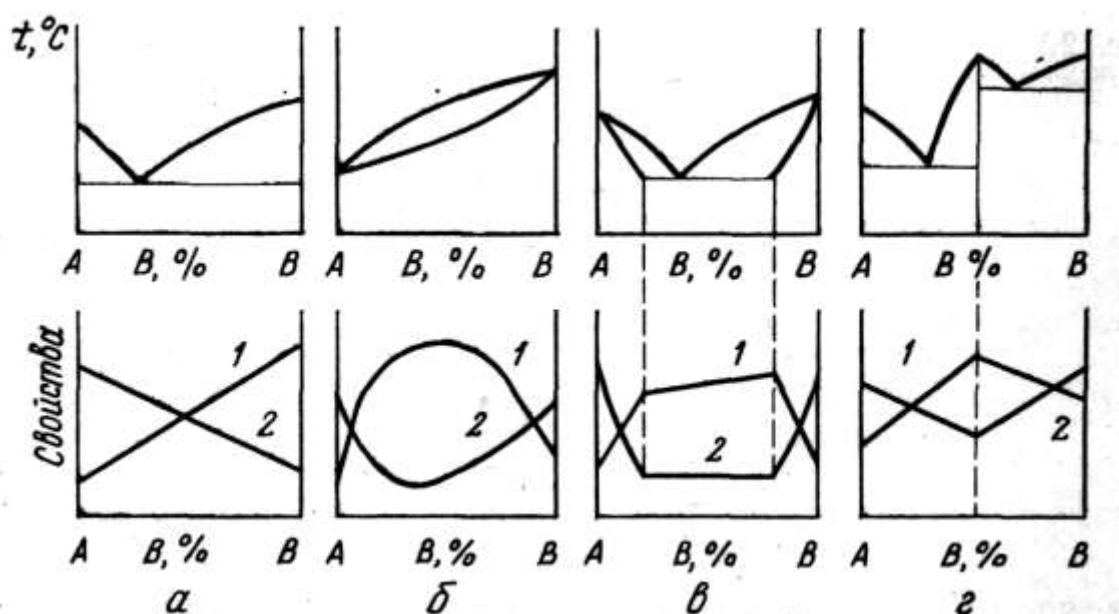 t,°C
A B,% B A B,% B A B,% B A B% B
Свойства
1 2 1 2 1 2 1 2
A B,% B A B,% B A B,% B A B,% B
а б в г